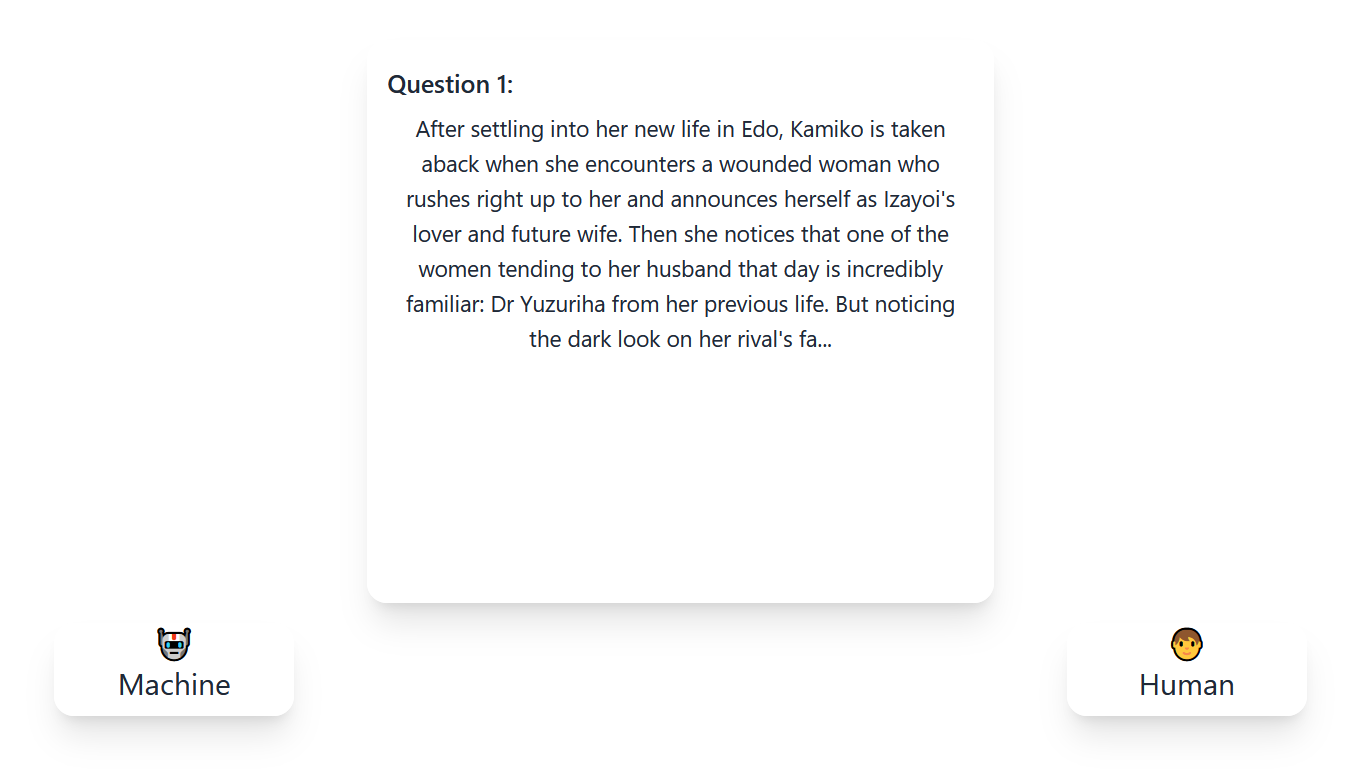 Question 1:
After settling into her new life in Edo, Kamiko is taken
aback when she encounters a wounded woman who
rushes right up to her and announces herself as Izayoi's
lover and future wife. Then she notices that one of the
women tending to her husband that day is incredibly
familiar: Dr Yuzuriha from her previous life. But noticing
the dark look on her rival's fa...
Machine
Human